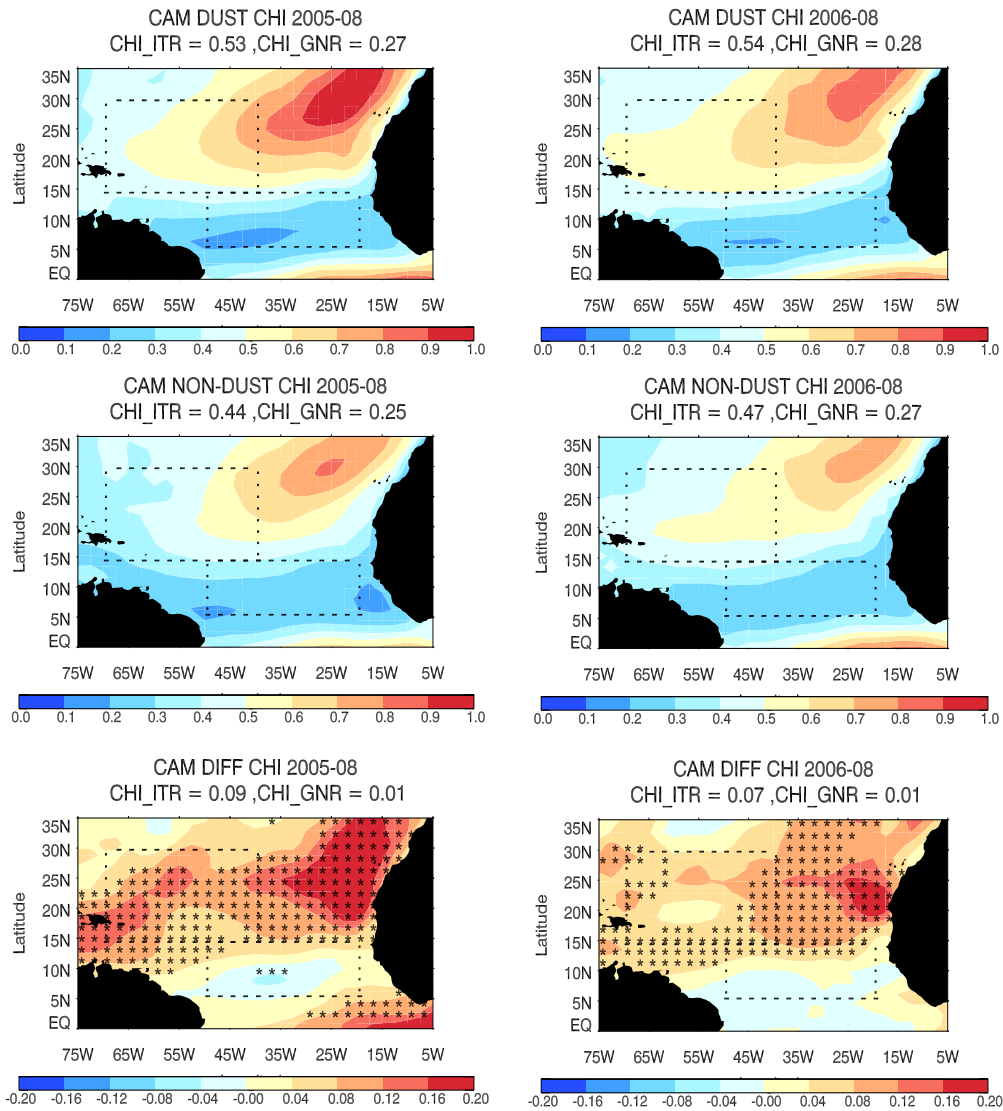 CAM DUST CHI 2005-08
CHI_ITR = 0.53 ,CHI_GNR = 0.27
35N
30N
25N
20N
15N
10N
5N
EQ
Latitude
75W 65W 55W 45W 35W 25W 15W 5W
0.0 0.1 0.2 0.3 0.4 0.5 0.6 0.7 0.8 0.9 1.0
CAM DUST CHI 2006-08
CHI_ITR = 0.54 ,CHI_GNR = 0.28
35N
30N
25N
20N
15N
10N
5N
EQ
Latitude
75W 65W 55W 45W 35W 25W 15W 5W
0.0 0.1 0.2 0.3 0.4 0.5 0.6 0.7 0.8 0.9 1.0
CAM NON-DUST CHI 2005-08
CHI_ITR = 0.44 ,CHI_GNR = 0.25
35N
30N
25N
20N
15N
10N
5N
EQ
Latitude
75W 65W 55W 45W 35W 25W 15W 5W
0.0 0.1 0.2 0.3 0.4 0.5 0.6 0.7 0.8 0.9 1.0
CAM NON-DUST CHI 2006-08
CHI_ITR = 0.47 ,CHI_GNR = 0.27
35N
30N
25N
20N
15N
10N
5N
EQ
Latitude
75W 65W 55W 45W 35W 25W 15W 5W
0.0 0.1 0.2 0.3 0.4 0.5 0.6 0.7 0.8 0.9 1.0
CAM DIFF CHI 2005-08
CHI_ITR = 0.09 ,CHI_GNR = 0.01
35N
30N
25N
20N
15N
10N
5N
EQ
Latitude
75W 65W 55W 45W 35W 25W 15W 5W
-0.20 -0.16 -0.12 -0.08 -0.04 -0.00 0.04 0.08 0.12 0.16 0.20
CAM DIFF CHI 2006-08
CHI_ITR = 0.07 ,CHI_GNR = 0.01
35N
30N
25N
20N
15N
10N
5N
EQ
Latitude
75W 65W 55W 45W 35W 25W 15W 5W
-0.20 -0.16 -0.12 -0.08 -0.04 -0.00 0.04 0.08 0.12 0.16 0.20